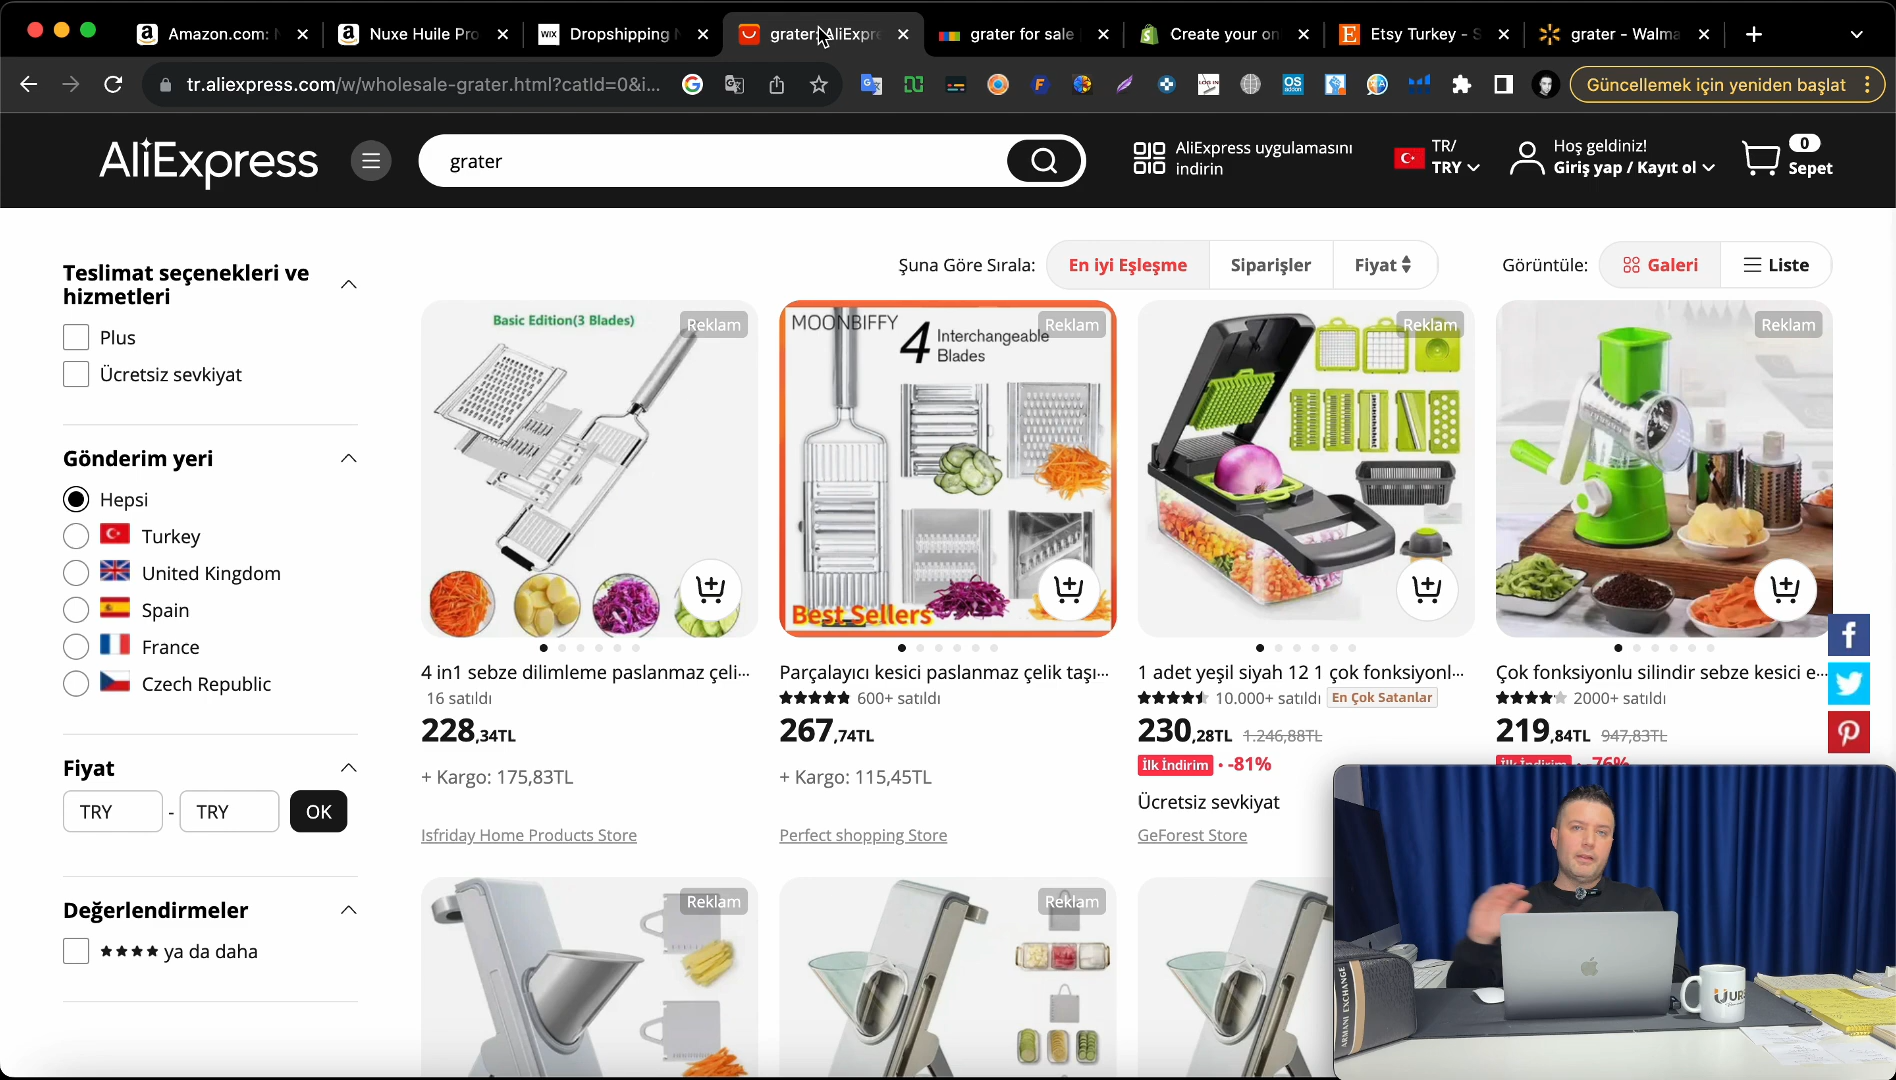 Amazon.com: N
Nuxe Huile Pro
WIX
Dropshipping N
grater AliExpre
grater for sale
Create your on
Etsy Turkey - S
grater - Walma
tr.aliexpress.com/w/wholesale-grater.html?catId=0&i...
Güncellemek için yeniden başlat
AliExpress
grater
AliExpress uygulamasını
indirin
TR/
TRY
Hoş geldiniz!
Giriş yap / Kayıt ol
0
Sepet
Şuna Göre Sırala:
En iyi Eşleşme
Siparişler
Fiyat
Görüntüle:
Galeri
Liste
Teslimat seçenekleri ve
hizmetleri
Plus
Ücretsiz sevkiyat
Gönderim yeri
Hepsi
Turkey
United Kingdom
Spain
France
Czech Republic
Fiyat
TRY - TRY OK
Değerlendirmeler
★★★★ ya da daha
Basic Edition(3 Blades)
Reklam
4 in1 sebze dilimleme paslanmaz çeli···
16 satıldı
228,34TL
+ Kargo: 175,83TL
Isfriday Home Products Store
MOONBIFFY
4 Interchangeable
Blades
Reklam
Best Sellers
Parçalayıcı kesici paslanmaz çelik taşı···
600+ satıldı
267,74TL
+ Kargo: 115,45TL
Perfect shopping Store
Reklam
1 adet yeşil siyah 12 1 çok fonksiyonl···
10.000+ satıldı
En Çok Satanlar
230,28TL 1.246,88TL
İlk İndirim · -81%
Ücretsiz sevkiyat
GeForest Store
Reklam
Çok fonksiyonlu silindir sebze kesici e···
2000+ satıldı
219,84TL 947,83TL
İlk İndirim · -76%
Reklam
Reklam
ARMANI EXCHANGE